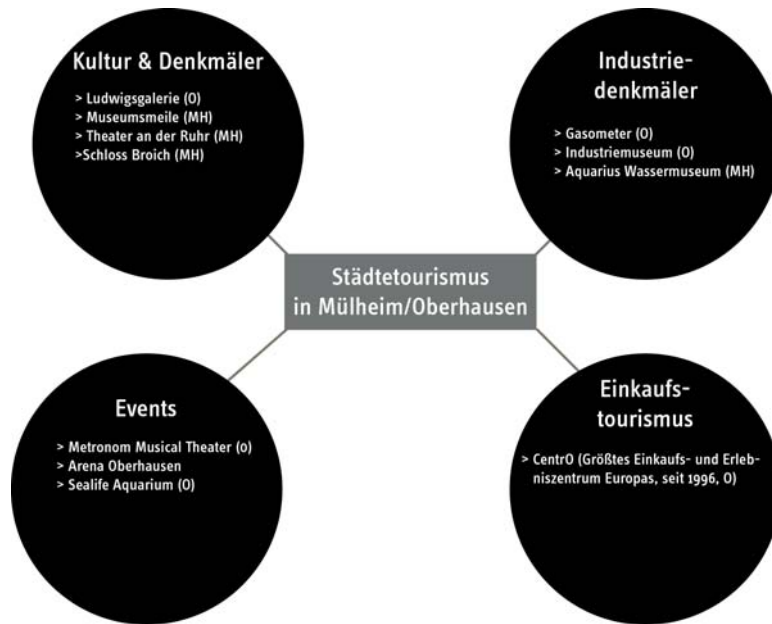 Kultur & Denkmäler
> Ludwigsgalerie (O)
> Museumsmeile (MH)
> Theater an der Ruhr (MH)
>Schloss Broich (MH)
Industrie-
denkmäler
> Gasometer (O)
> Industriemuseum (O)
> Aquarius Wassermuseum (MH)
Städtetourismus
in Mülheim/Oberhausen
Events
> Metronom Musical Theater (o)
> Arena Oberhausen
> Sealife Aquarium (O)
Einkaufs-
tourismus
> CentrO (Größtes Einkaufs- und Erleb-
niszentrum Europas, seit 1996, O)